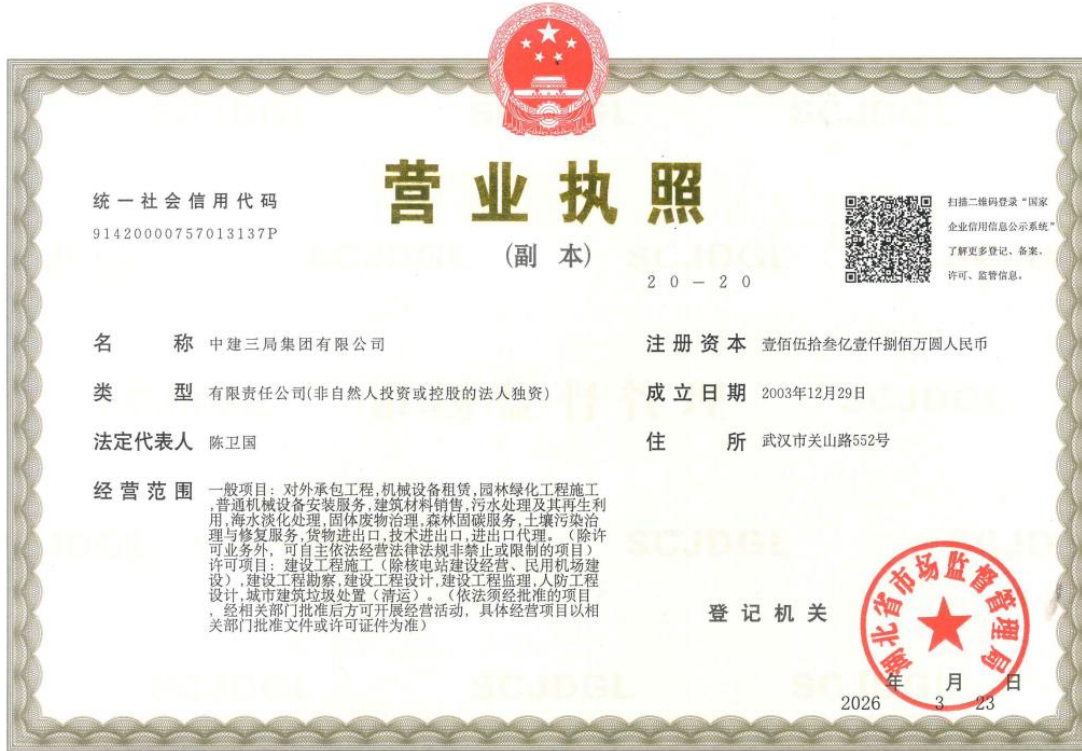 营业执照
(副 本)
20－20
统一社会信用代码
91420000757013137P
扫描二维码登录“国家
企业信用信息公示系统”
了解更多登记、备案、
许可、监管信息。
名 称 中建三局集团有限公司
类 型 有限责任公司(非自然人投资或控股的法人独资)
法定代表人 陈卫国
经营范围 一般项目：对外承包工程,机械设备租赁,园林绿化工程施工
,普通机械设备安装服务,建筑材料销售,污水处理及其再生利
用,海水淡化处理,固体废物治理,森林固碳服务,土壤污染治
理与修复服务,货物进出口,技术进出口,进出口代理。（除许
可业务外，可自主依法经营法律法规非禁止或限制的项目）
许可项目：建设工程施工（除核电站建设经营、民用机场建
设）,建设工程勘察,建设工程设计,建设工程监理,人防工程
设计,城市建筑垃圾处置（清运）。（依法须经批准的项目
，经相关部门批准后方可开展经营活动，具体经营项目以相
关部门批准文件或许可证件为准）
注册资本 壹佰伍拾叁亿壹仟捌佰万圆人民币
成立日期 2003年12月29日
住 所 武汉市关山路552号
登记机关
湖北省市场监督管理局
年 月 日
2026 3 23
SCJDGL